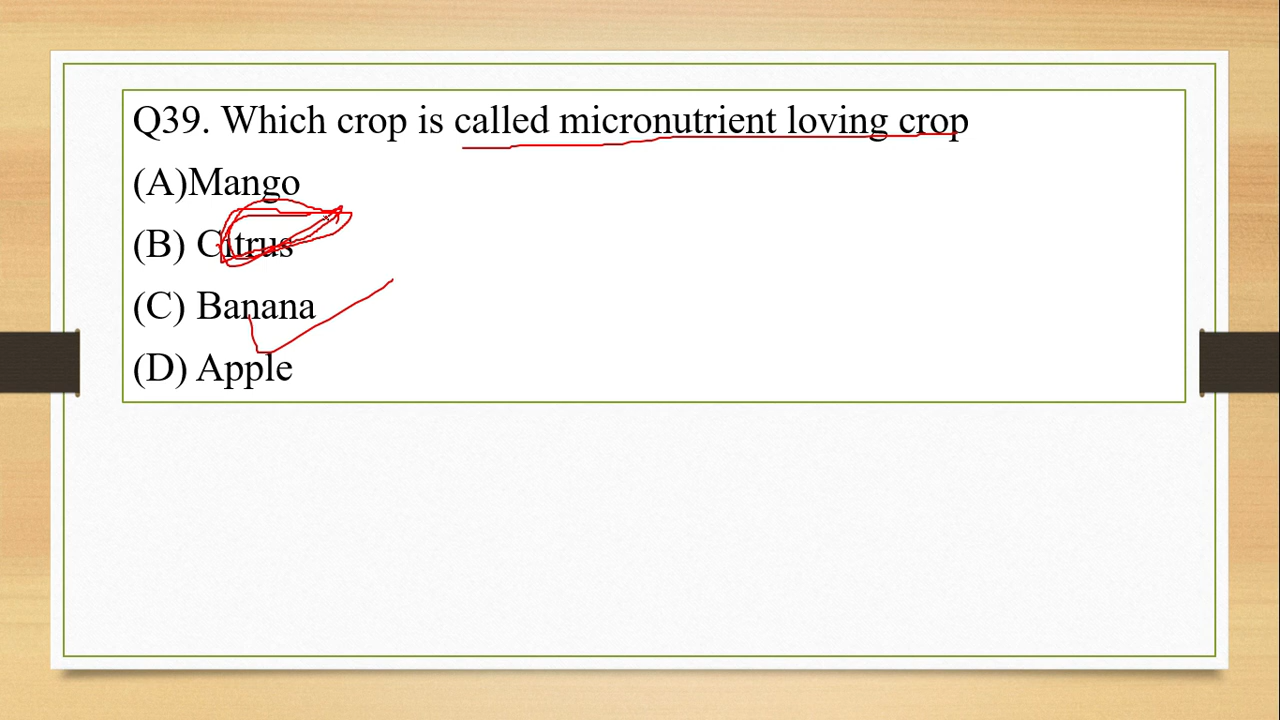 Q39. Which crop is called micronutrient loving crop
(A)Mango
(B) Citrus
(C) Banana
(D) Apple